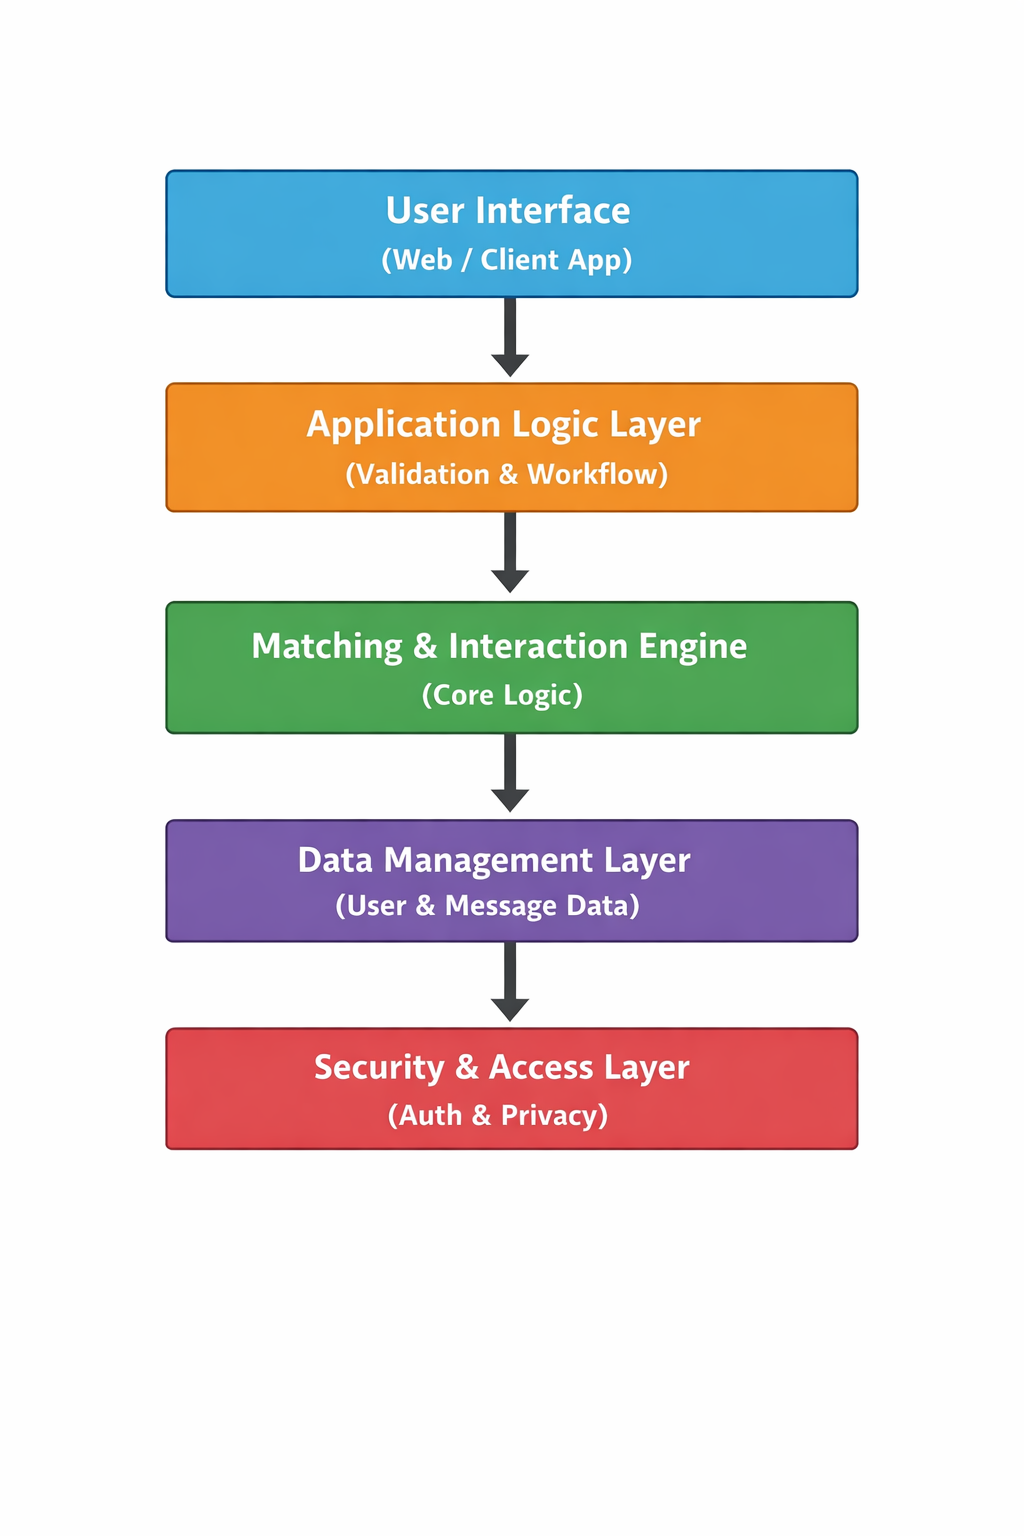 User Interface
(Web / Client App)
Application Logic Layer
(Validation & Workflow)
Matching & Interaction Engine
(Core Logic)
Data Management Layer
(User & Message Data)
Security & Access Layer
(Auth & Privacy)